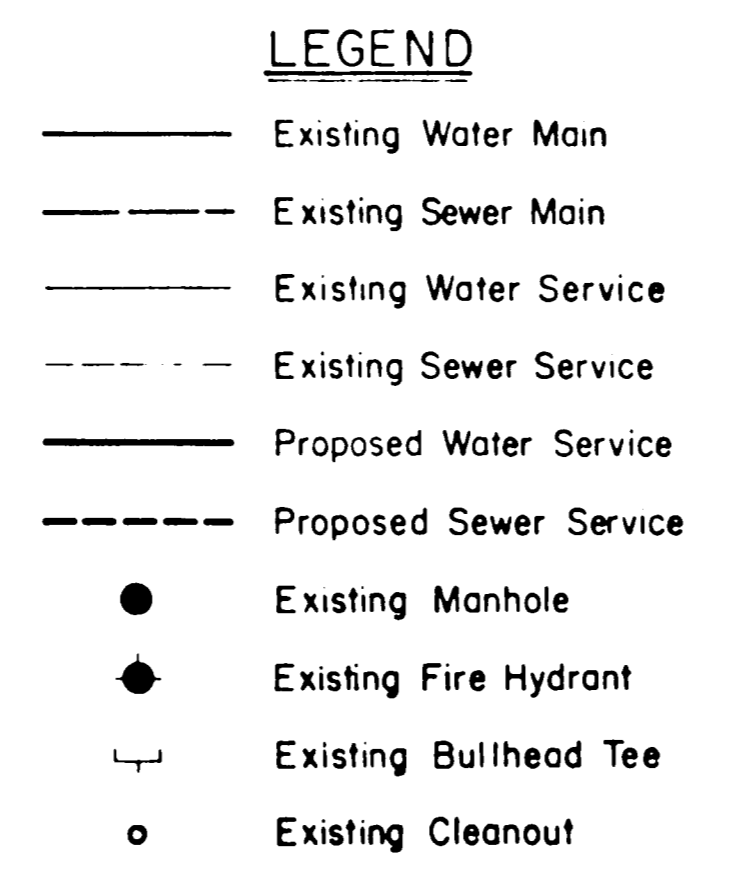 LEGEND
Existing Water Main
Existing Sewer Main
Existing Water Service
Existing Sewer Service
Proposed Water Service
Proposed Sewer Service
Existing Manhole
Existing Fire Hydrant
Existing Bullhead Tee
Existing Cleanout